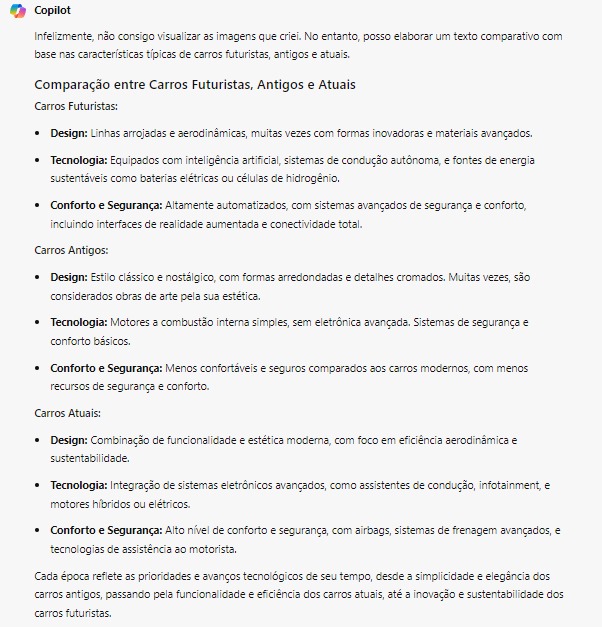 Copilot
Infelizmente, não consigo visualizar as imagens que criei. No entanto, posso elaborar um texto comparativo com
base nas características típicas de carros futuristas, antigos e atuais.
Comparação entre Carros Futuristas, Antigos e Atuais
Carros Futuristas:
• Design: Linhas arrojadas e aerodinâmicas, muitas vezes com formas inovadoras e materiais avançados.
• Tecnologia: Equipados com inteligência artificial, sistemas de condução autônoma, e fontes de energia
sustentáveis como baterias elétricas ou células de hidrogênio.
• Conforto e Segurança: Altamente automatizados, com sistemas avançados de segurança e conforto,
incluindo interfaces de realidade aumentada e conectividade total.
Carros Antigos:
• Design: Estilo clássico e nostálgico, com formas arredondadas e detalhes cromados. Muitas vezes, são
considerados obras de arte pela sua estética.
• Tecnologia: Motores a combustão interna simples, sem eletrônica avançada. Sistemas de segurança e
conforto básicos.
• Conforto e Segurança: Menos confortáveis e seguros comparados aos carros modernos, com menos
recursos de segurança e conforto.
Carros Atuais:
• Design: Combinação de funcionalidade e estética moderna, com foco em eficiência aerodinâmica e
sustentabilidade.
• Tecnologia: Integração de sistemas eletrônicos avançados, como assistentes de condução, infotainment, e
motores híbridos ou elétricos.
• Conforto e Segurança: Alto nível de conforto e segurança, com airbags, sistemas de frenagem avançados, e
tecnologias de assistência ao motorista.
Cada época reflete as prioridades e avanços tecnológicos de seu tempo, desde a simplicidade e elegância dos
carros antigos, passando pela funcionalidade e eficiência dos carros atuais, até a inovação e sustentabilidade dos
carros futuristas.